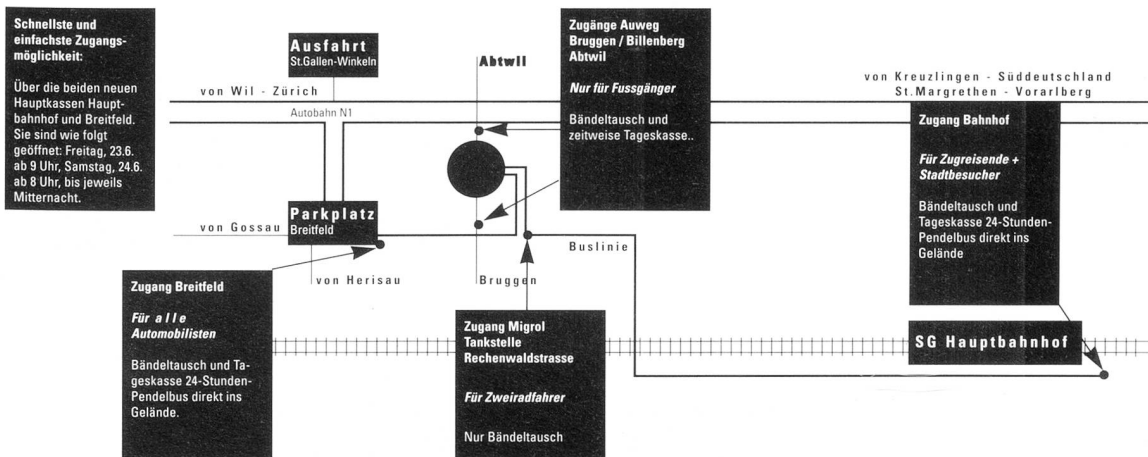 Schnellste und
einfachste Zugangs-
möglichkeit:
Über die beiden neuen
Hauptkassen Haupt-
bahnhof und Breitfeld.
Sie sind wie folgt
geöffnet: Freitag, 23.6.
ab 9 Uhr, Samstag, 24.6.
ab 8 Uhr, bis jeweils
Mitternacht.
Ausfahrt
St.Gallen-Winkeln
Abtwil
Zugänge Auweg
Bruggen / Billenberg
Abtwil
Nur für Fussgänger
Bändeltausch und
zeitweise Tageskasse..
von Kreuzlingen - Süddeutschland
St.Margrethen - Vorarlberg
von Wil - Zürich
Autobahn N1
Zugang Bahnhof
Für Zugreisende +
Stadtbesucher
Bändeltausch und
Tageskasse 24-Stunden-
Pendelbus direkt ins
Gelände
Parkplatz
Breitfeld
von Gossau
von Herisau
Bruggen
Buslinie
Zugang Breitfeld
Für alle
Automobilisten
Bändeltausch und Ta-
geskasse 24-Stunden-
Pendelbus direkt ins
Gelände.
Zugang Migrol
Tankstelle
Rechenwaldstrasse
Für Zweiradfahrer
Nur Bändeltausch
SG Hauptbahnhof